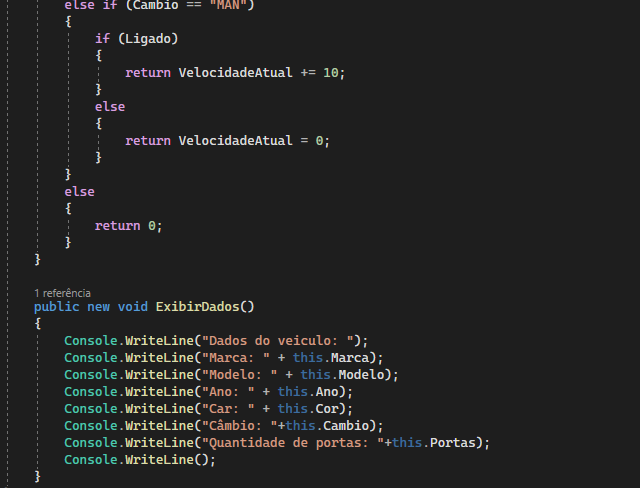 else if (Cambio == "MAN")
{
if (Ligado)
{
return VelocidadeAtual += 10;
}
else
{
return VelocidadeAtual = 0;
}
}
else
{
return 0;
}
}
1 referência
public new void ExibirDados()
{
Console.WriteLine("Dados do veiculo: ");
Console.WriteLine("Marca: " + this.Marca);
Console.WriteLine("Modelo: " + this.Modelo);
Console.WriteLine("Ano: " + this.Ano);
Console.WriteLine("Car: " + this.Cor);
Console.WriteLine("Câmbio: "+this.Cambio);
Console.WriteLine("Quantidade de portas: "+this.Portas);
Console.WriteLine();
}